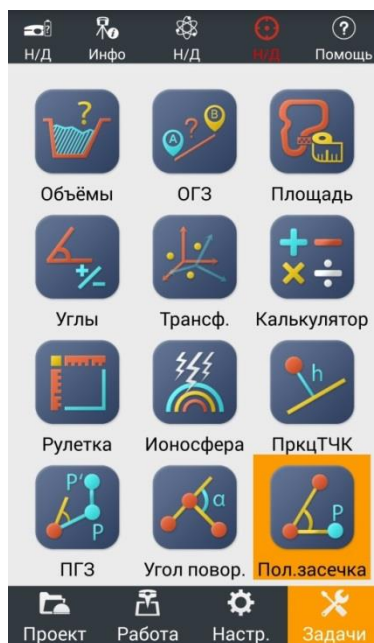 Н/Д Инфо Н/Д Н/Д Помощь
?
A ? B
Объёмы ОГЗ Площадь
Углы Трансф. Калькулятор
h
Рулетка Ионосфера ПркцТЧК
P' P α P
ПГЗ Угол повор. Пол.засечка
Проект Работа Настр. Задачи